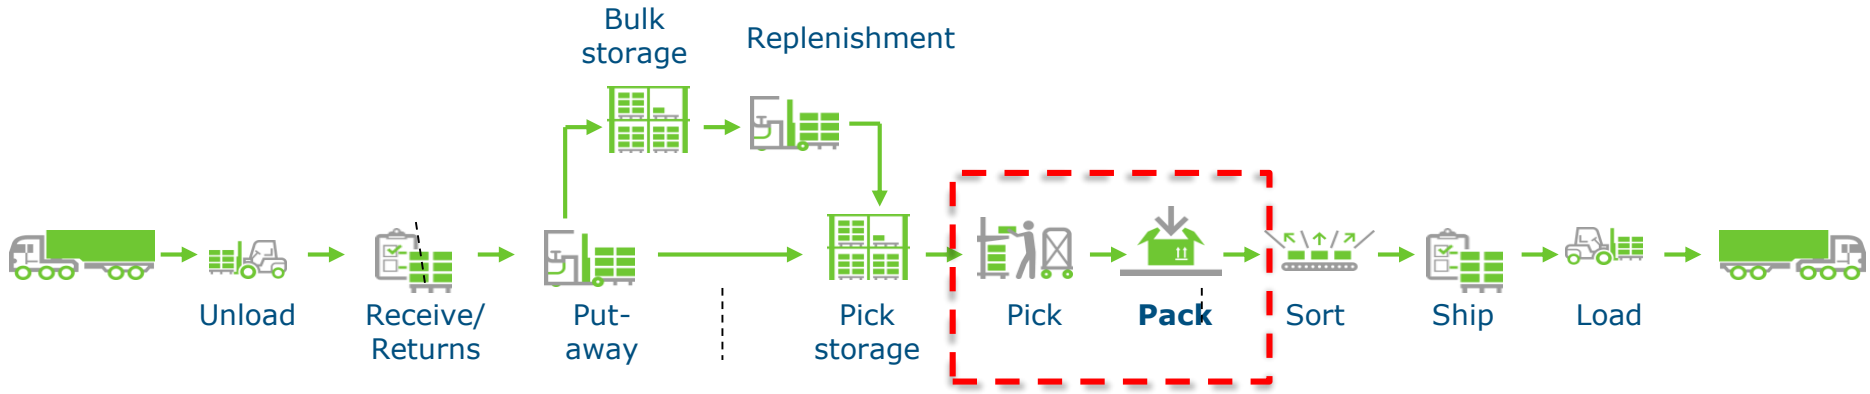 Bulk
storage
Replenishment
Unload
Receive/
Returns
Put-
away
Pick
storage
Pick
Pack
Sort
Ship
Load